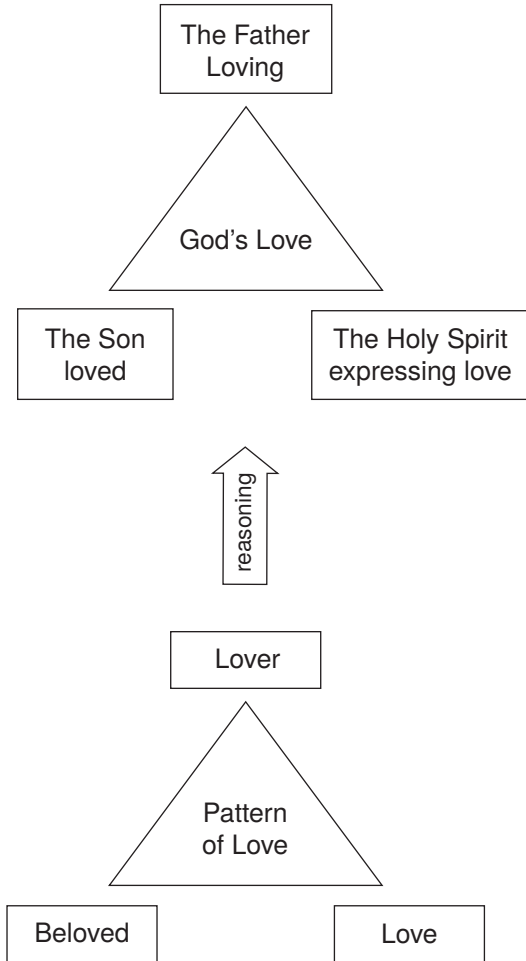 The Father
Loving
God's Love
The Son
loved
The Holy Spirit
expressing love
reasoning
Lover
Pattern
of Love
Beloved
Love